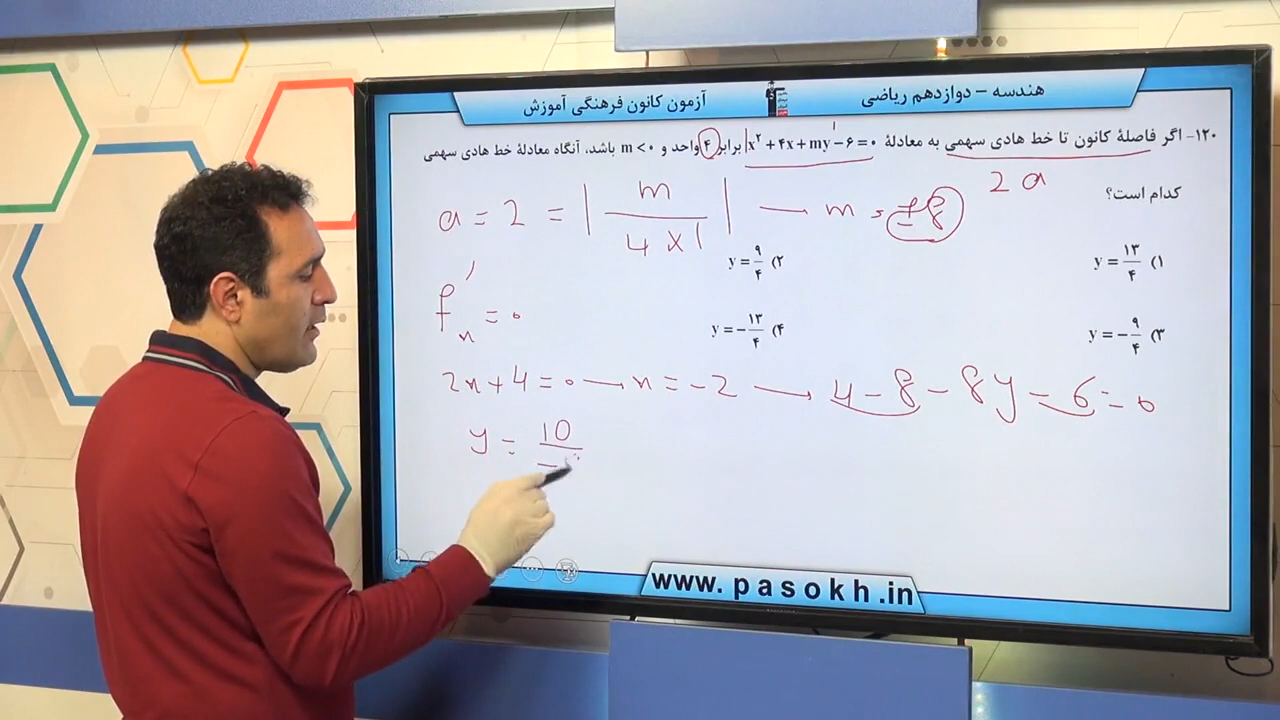 هندسه – دوازدهم ریاضی
آزمون کانون فرهنگی آموزش
۱۲۰- اگر فاصلهٔ کانون تا خط هادی سهمی به معادلهٔ x² + ۴x + my - ۶ = ۰ برابر ۴ واحد و m < ۰ باشد، آنگاه معادلهٔ خط هادی سهمی
کدام است؟
2a
a = 2 = | m / 4×1 | → m = ±8
۱) y = ۱۳/۴
۲) y = ۹/۴
f'x = 0
۳) y = -۹/۴
۴) y = -۱۳/۴
2x + 4 = 0 → x = -2 → 4 - 8 - 8y - 6 = 0
y = 10/-
www.pasokh.in